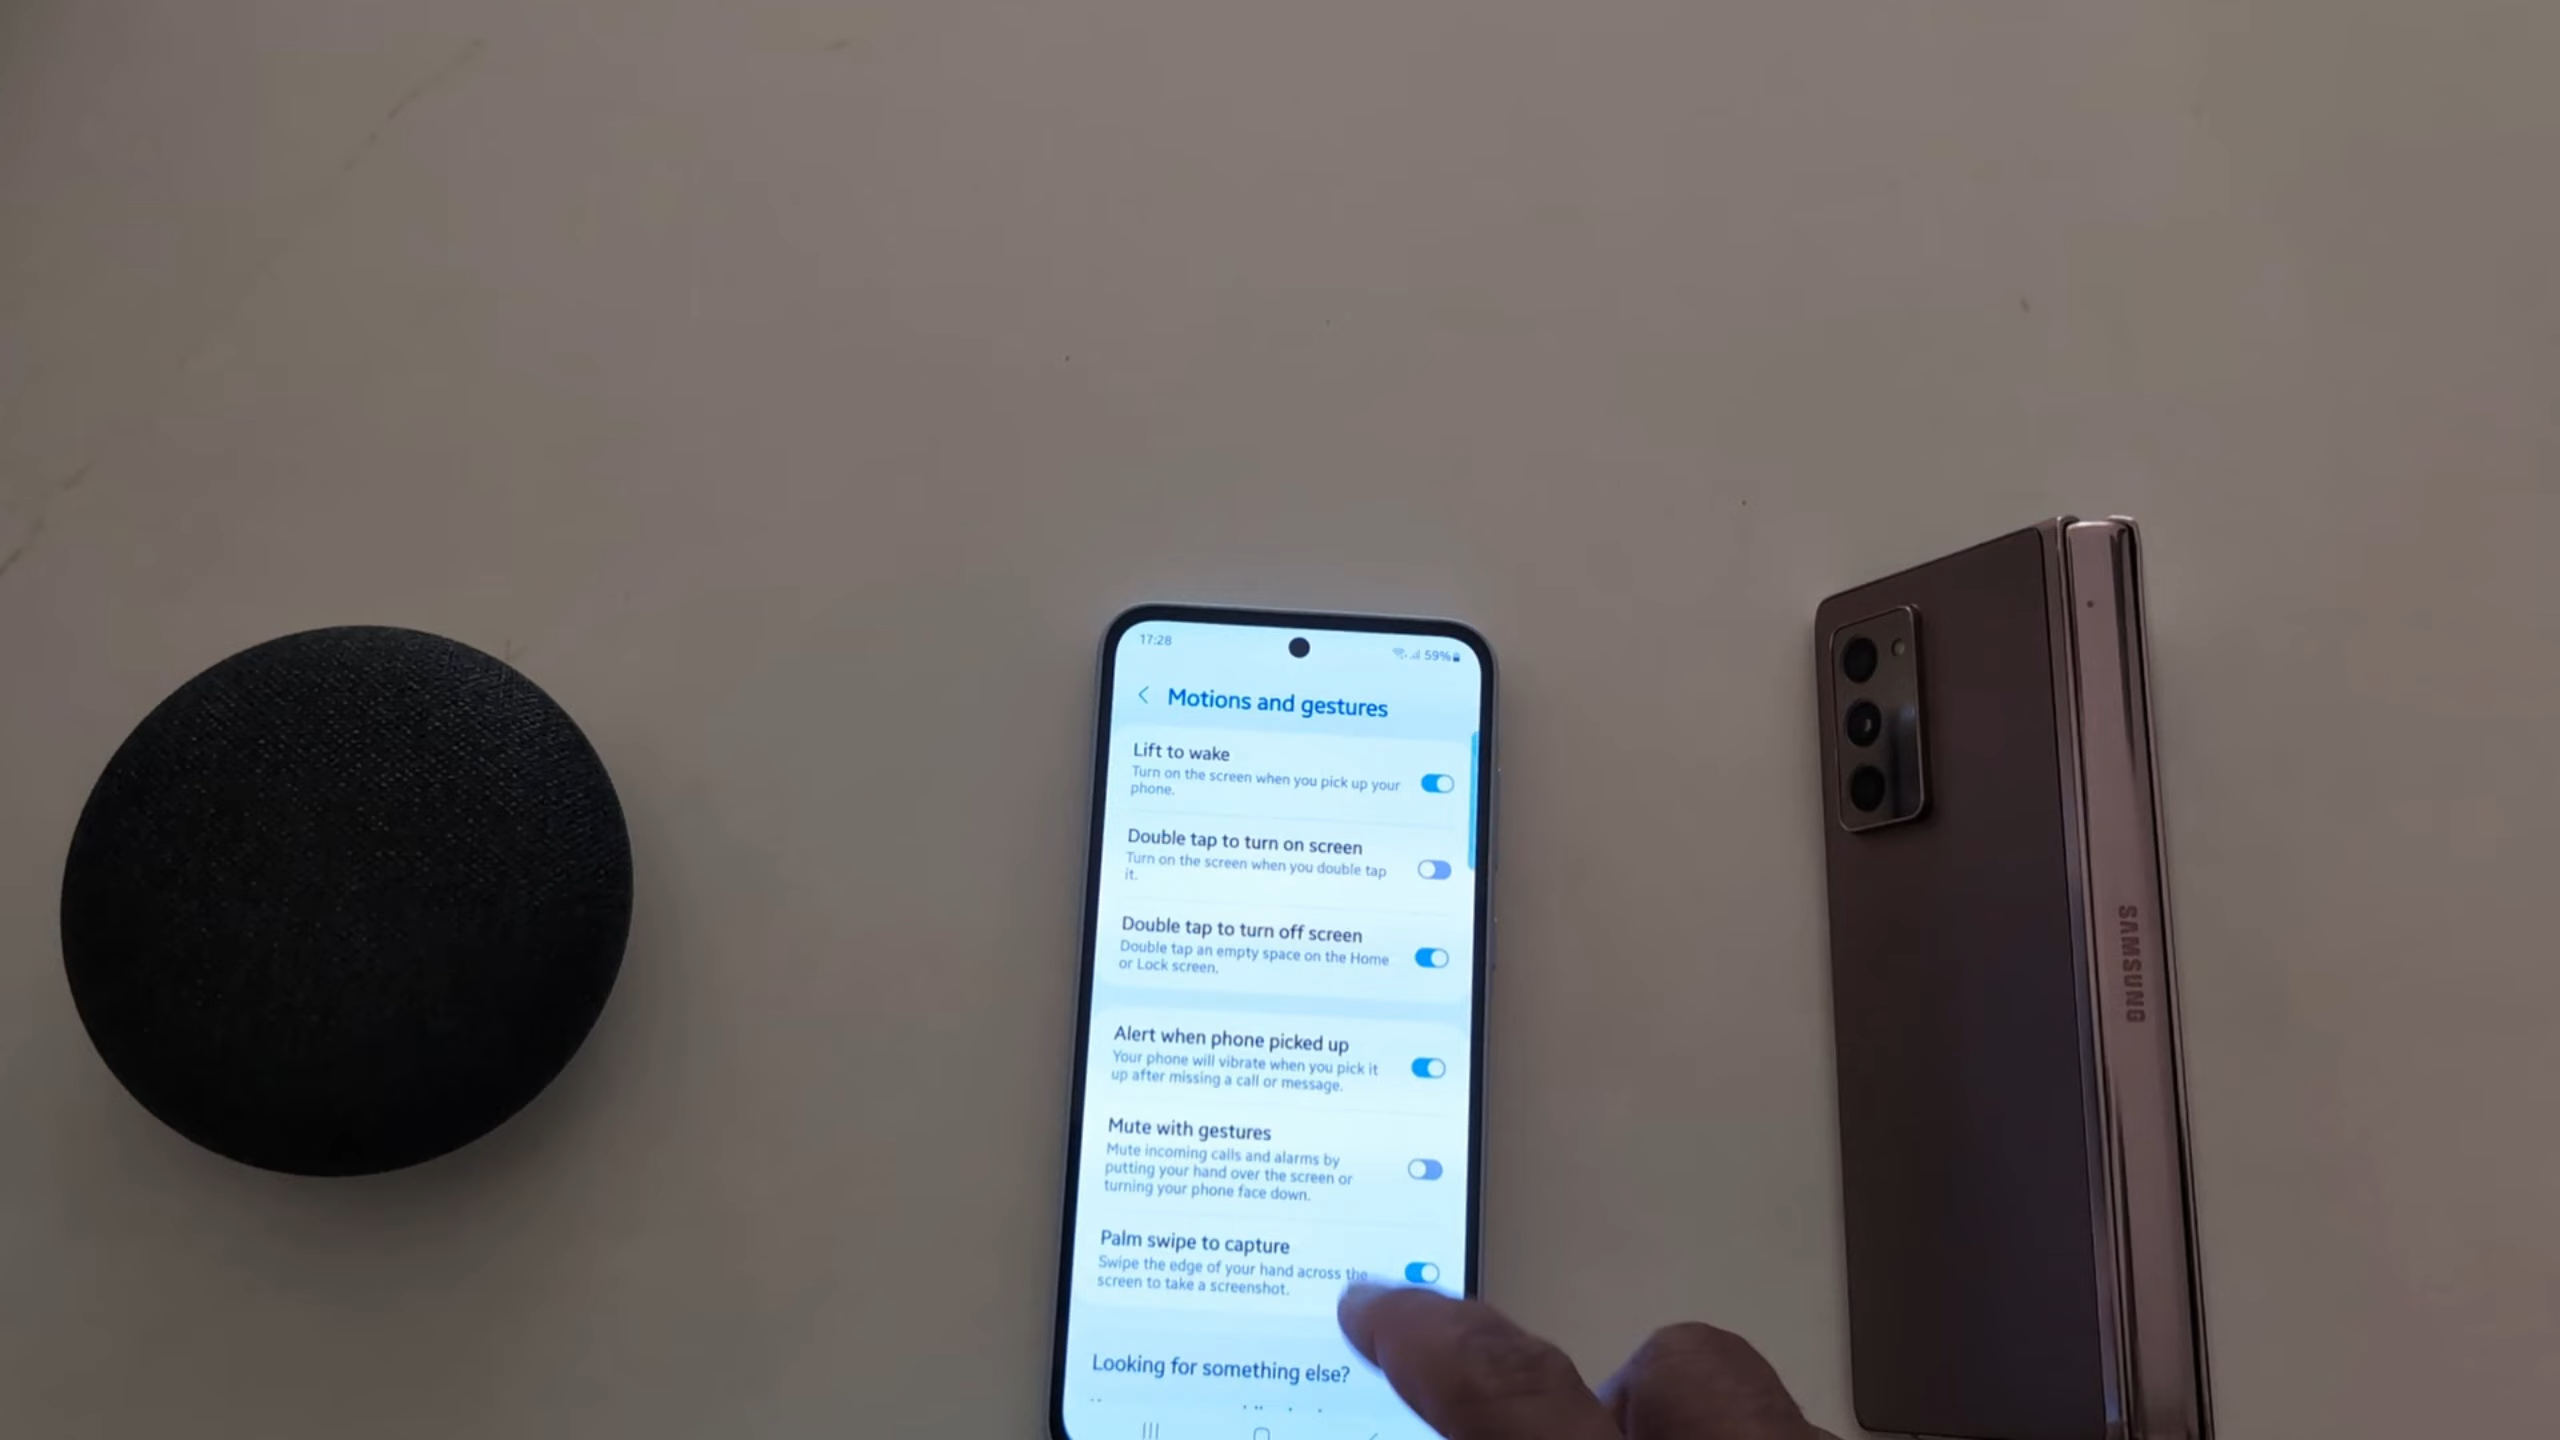 17:28
59%
Motions and gestures
Lift to wake
Turn on the screen when you pick up your
phone.
Double tap to turn on screen
Turn on the screen when you double tap
it.
Double tap to turn off screen
Double tap an empty space on the Home
or Lock screen.
Alert when phone picked up
Your phone will vibrate when you pick it
up after missing a call or message.
Mute with gestures
Mute incoming calls and alarms by
putting your hand over the screen or
turning your phone face down.
Palm swipe to capture
Swipe the edge of your hand across the
screen to take a screenshot.
Looking for something else?
SAMSUNG